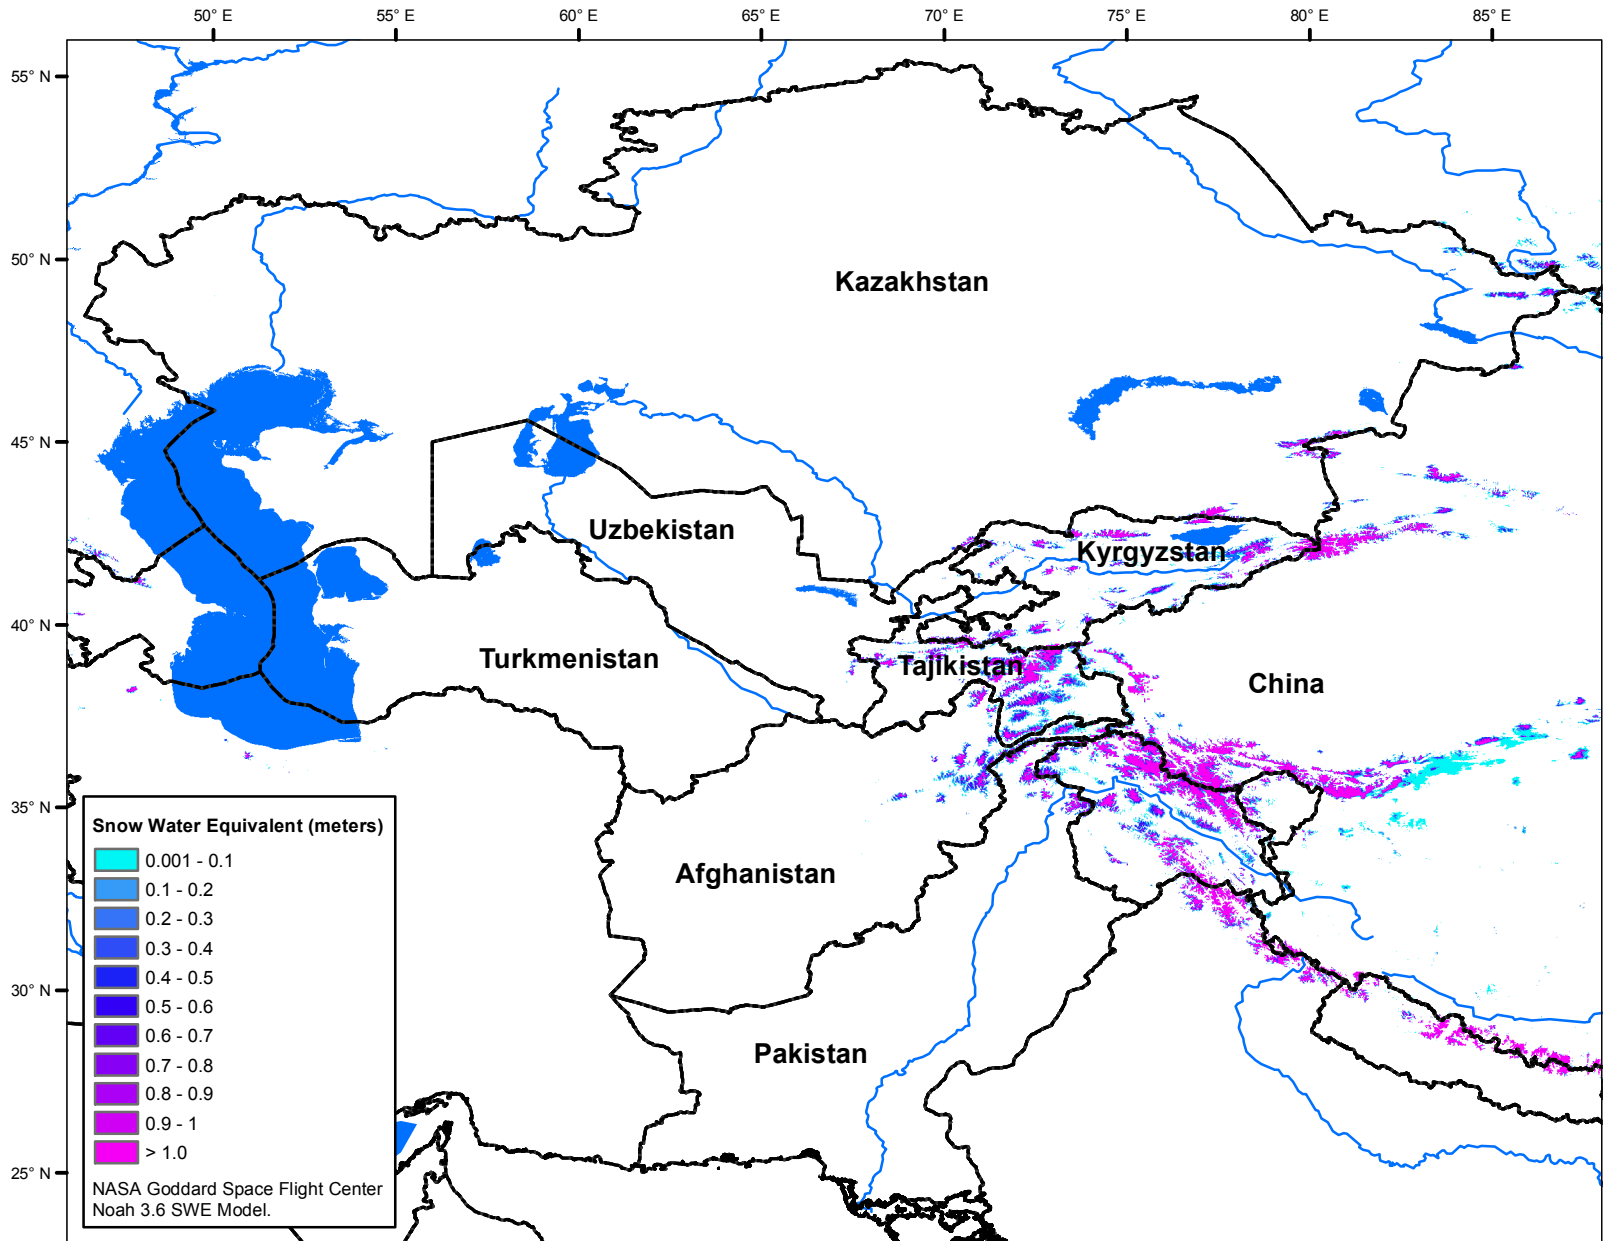 50° E 55° E 60° E 65° E 70° E 75° E 80° E 85° E
55° N
50° N
Kazakhstan
45° N
Uzbekistan
Kyrgyzstan
40° N
Turkmenistan
Tajikistan
China
35° N
Snow Water Equivalent (meters)
0.001 - 0.1
0.1 - 0.2
0.2 - 0.3
0.3 - 0.4
0.4 - 0.5
0.5 - 0.6
0.6 - 0.7
0.7 - 0.8
0.8 - 0.9
0.9 - 1
> 1.0
NASA Goddard Space Flight Center
Noah 3.6 SWE Model.
Afghanistan
30° N
Pakistan
25° N